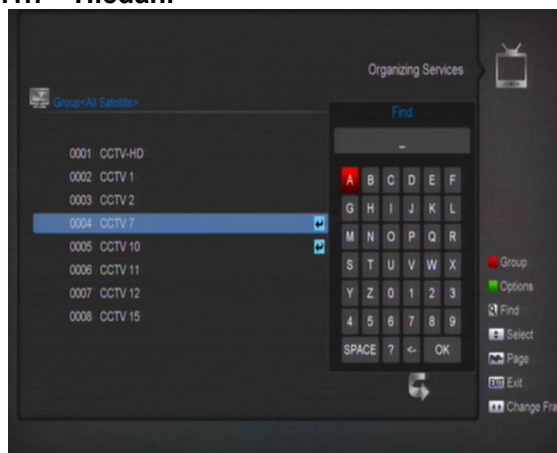 Organizing Services
Group<All Satellite>
Find
_
0001 CCTV-HD
0002 CCTV 1
0003 CCTV 2
0004 CCTV 7
0005 CCTV 10
0006 CCTV 11
0007 CCTV 12
0008 CCTV 15
A B C D E F
G H I J K L
M N O P Q R
S T U V W X
Y Z 0 1 2 3
4 5 6 7 8 9
SPACE ? <- OK
Group
Options
Find
Select
Page
EXIT Exit
Change Fra